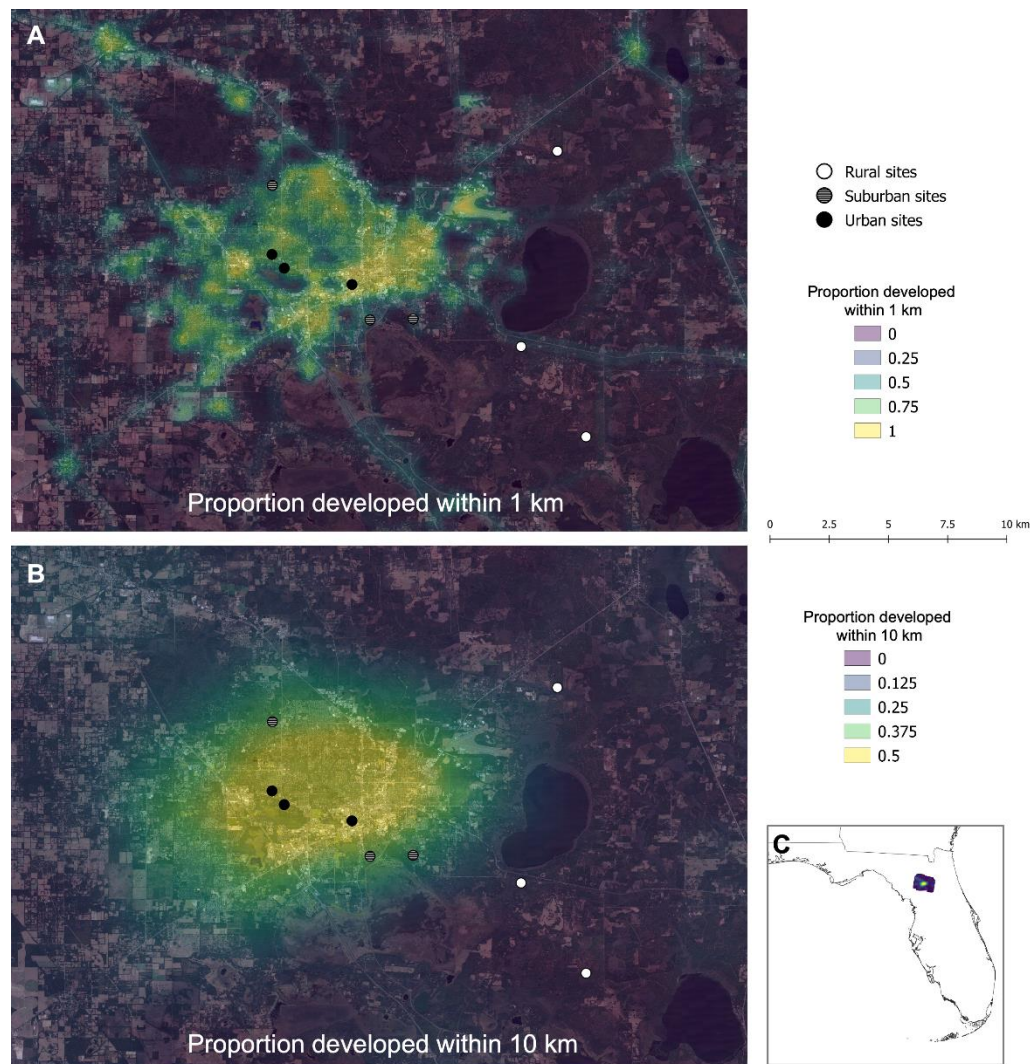 A
Proportion developed within 1 km
Rural sites
Suburban sites
Urban sites
Proportion developed
within 1 km
0
0.25
0.5
0.75
1
0 2.5 5 7.5 10 km
B
Proportion developed within 10 km
Proportion developed
within 10 km
0
0.125
0.25
0.375
0.5
C